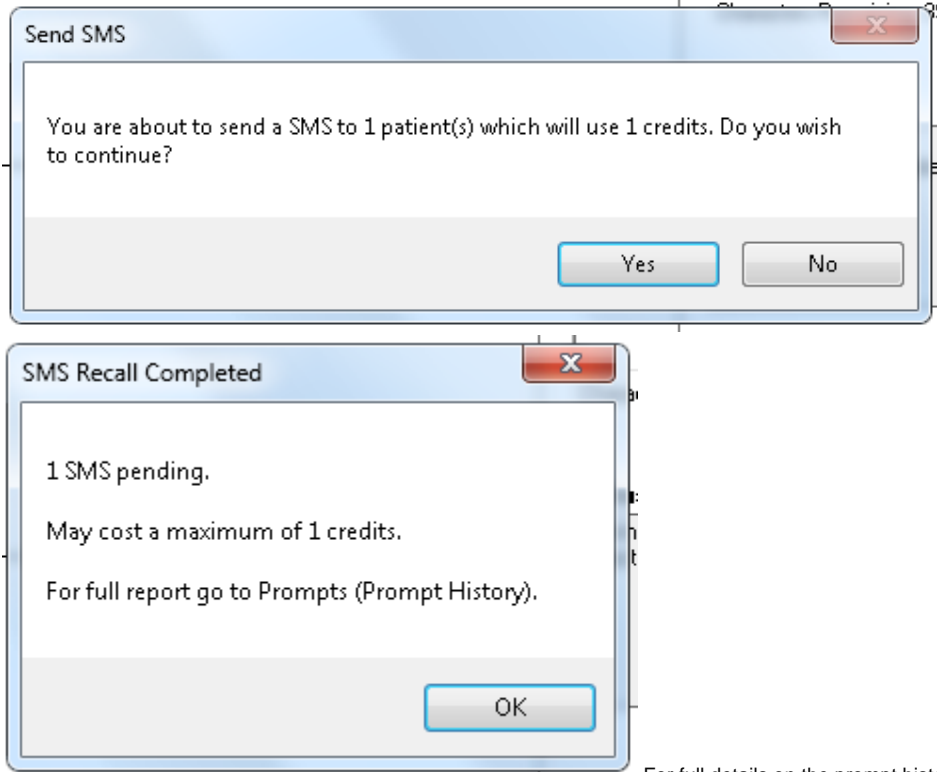 Send SMS
You are about to send a SMS to 1 patient(s) which will use 1 credits. Do you wish
to continue?
Yes
No
SMS Recall Completed
1 SMS pending.
May cost a maximum of 1 credits.
For full report go to Prompts (Prompt History).
OK